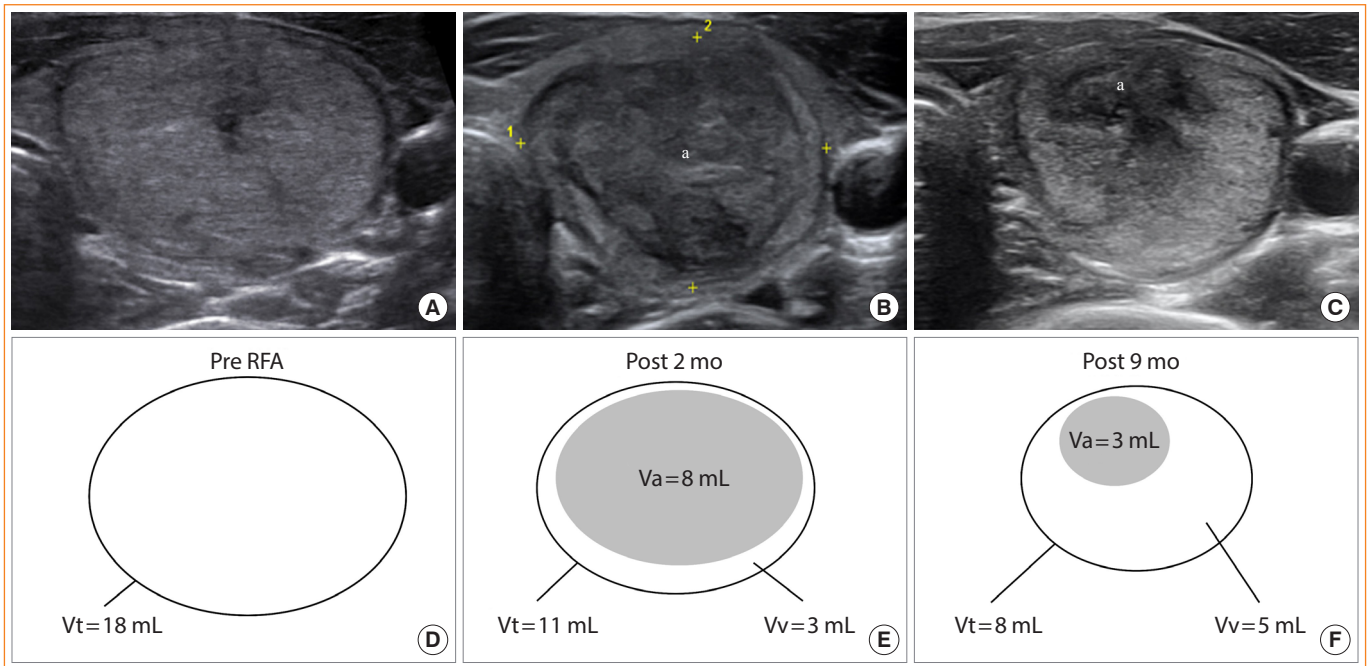 2
1
a
a
A
B
C
Pre RFA
Post 2 mo
Post 9 mo
Va=8 mL
Va=3 mL
Vt=18 mL
D
Vt=11 mL
Vv=3 mL
E
Vt=8 mL
Vv=5 mL
F